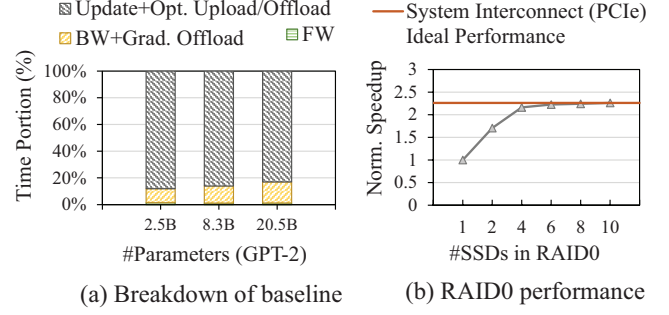 Update+Opt. Upload/Offload
BW+Grad. Offload
FW
100%
80%
60%
40%
20%
0%
Time Portion (%)
2.5B
8.3B
20.5B
#Parameters (GPT-2)
(a) Breakdown of baseline
System Interconnect (PCIe)
Ideal Performance
3
2.5
2
1.5
1
0.5
0
Norm. Speedup
1
2
4
6
8
10
#SSDs in RAID0
(b) RAID0 performance